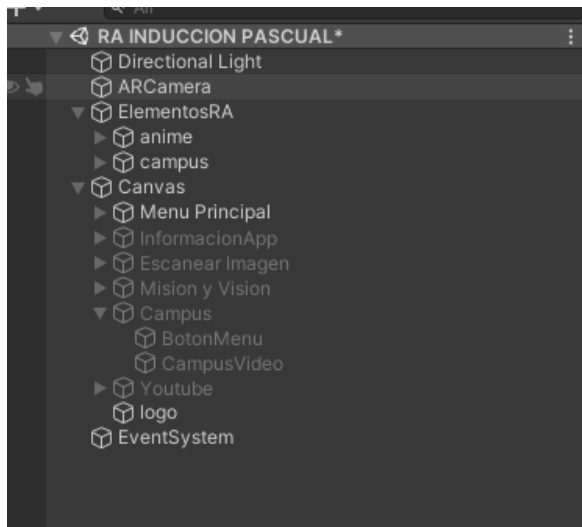 All
RA INDUCCION PASCUAL*
Directional Light
ARCamera
ElementosRA
anime
campus
Canvas
Menu Principal
InformacionApp
Escanear Imagen
Mision y Vision
Campus
BotonMenu
CampusVideo
Youtube
logo
EventSystem